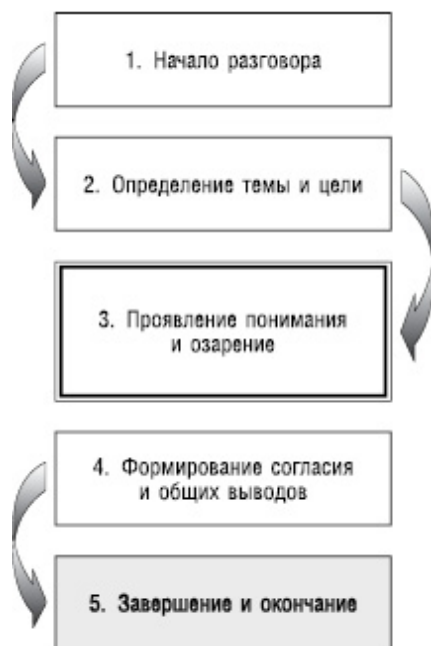 1. Начало разговора
2. Определение темы и цели
3. Проявление понимания
и озарение
4. Формирование согласия
и общих выводов
5. Завершение и окончание